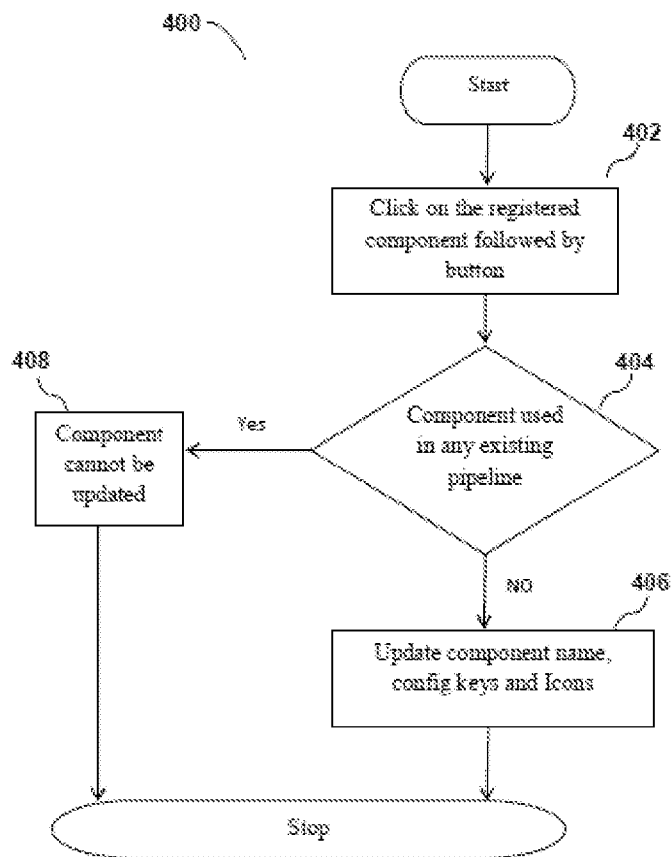 400
Start
402
Click on the registered
component followed by
button
408
404
Component
cannot be
updated
Yes
Component used
in any existing
pipeline
NO
406
Update component name,
config keys and Icons
Stop